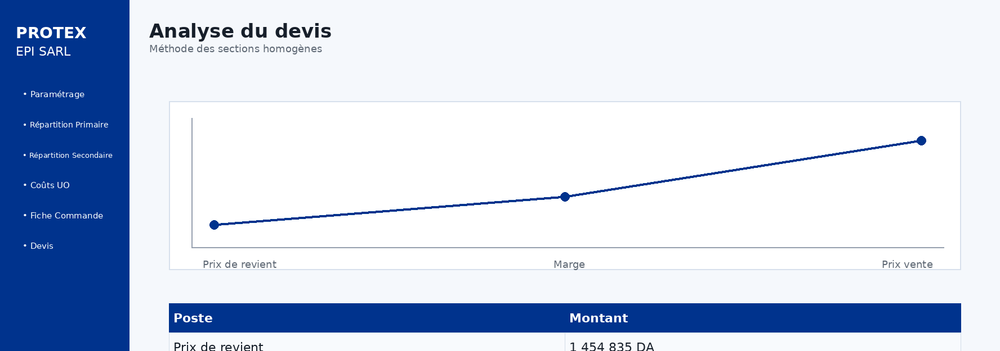 PROTEX
EPI SARL
• Paramétrage
• Répartition Primaire
• Répartition Secondaire
• Coûts UO
• Fiche Commande
• Devis
Analyse du devis
Méthode des sections homogènes
Prix de revient Marge Prix vente
Poste Montant
Prix de revient 1 454 835 DA